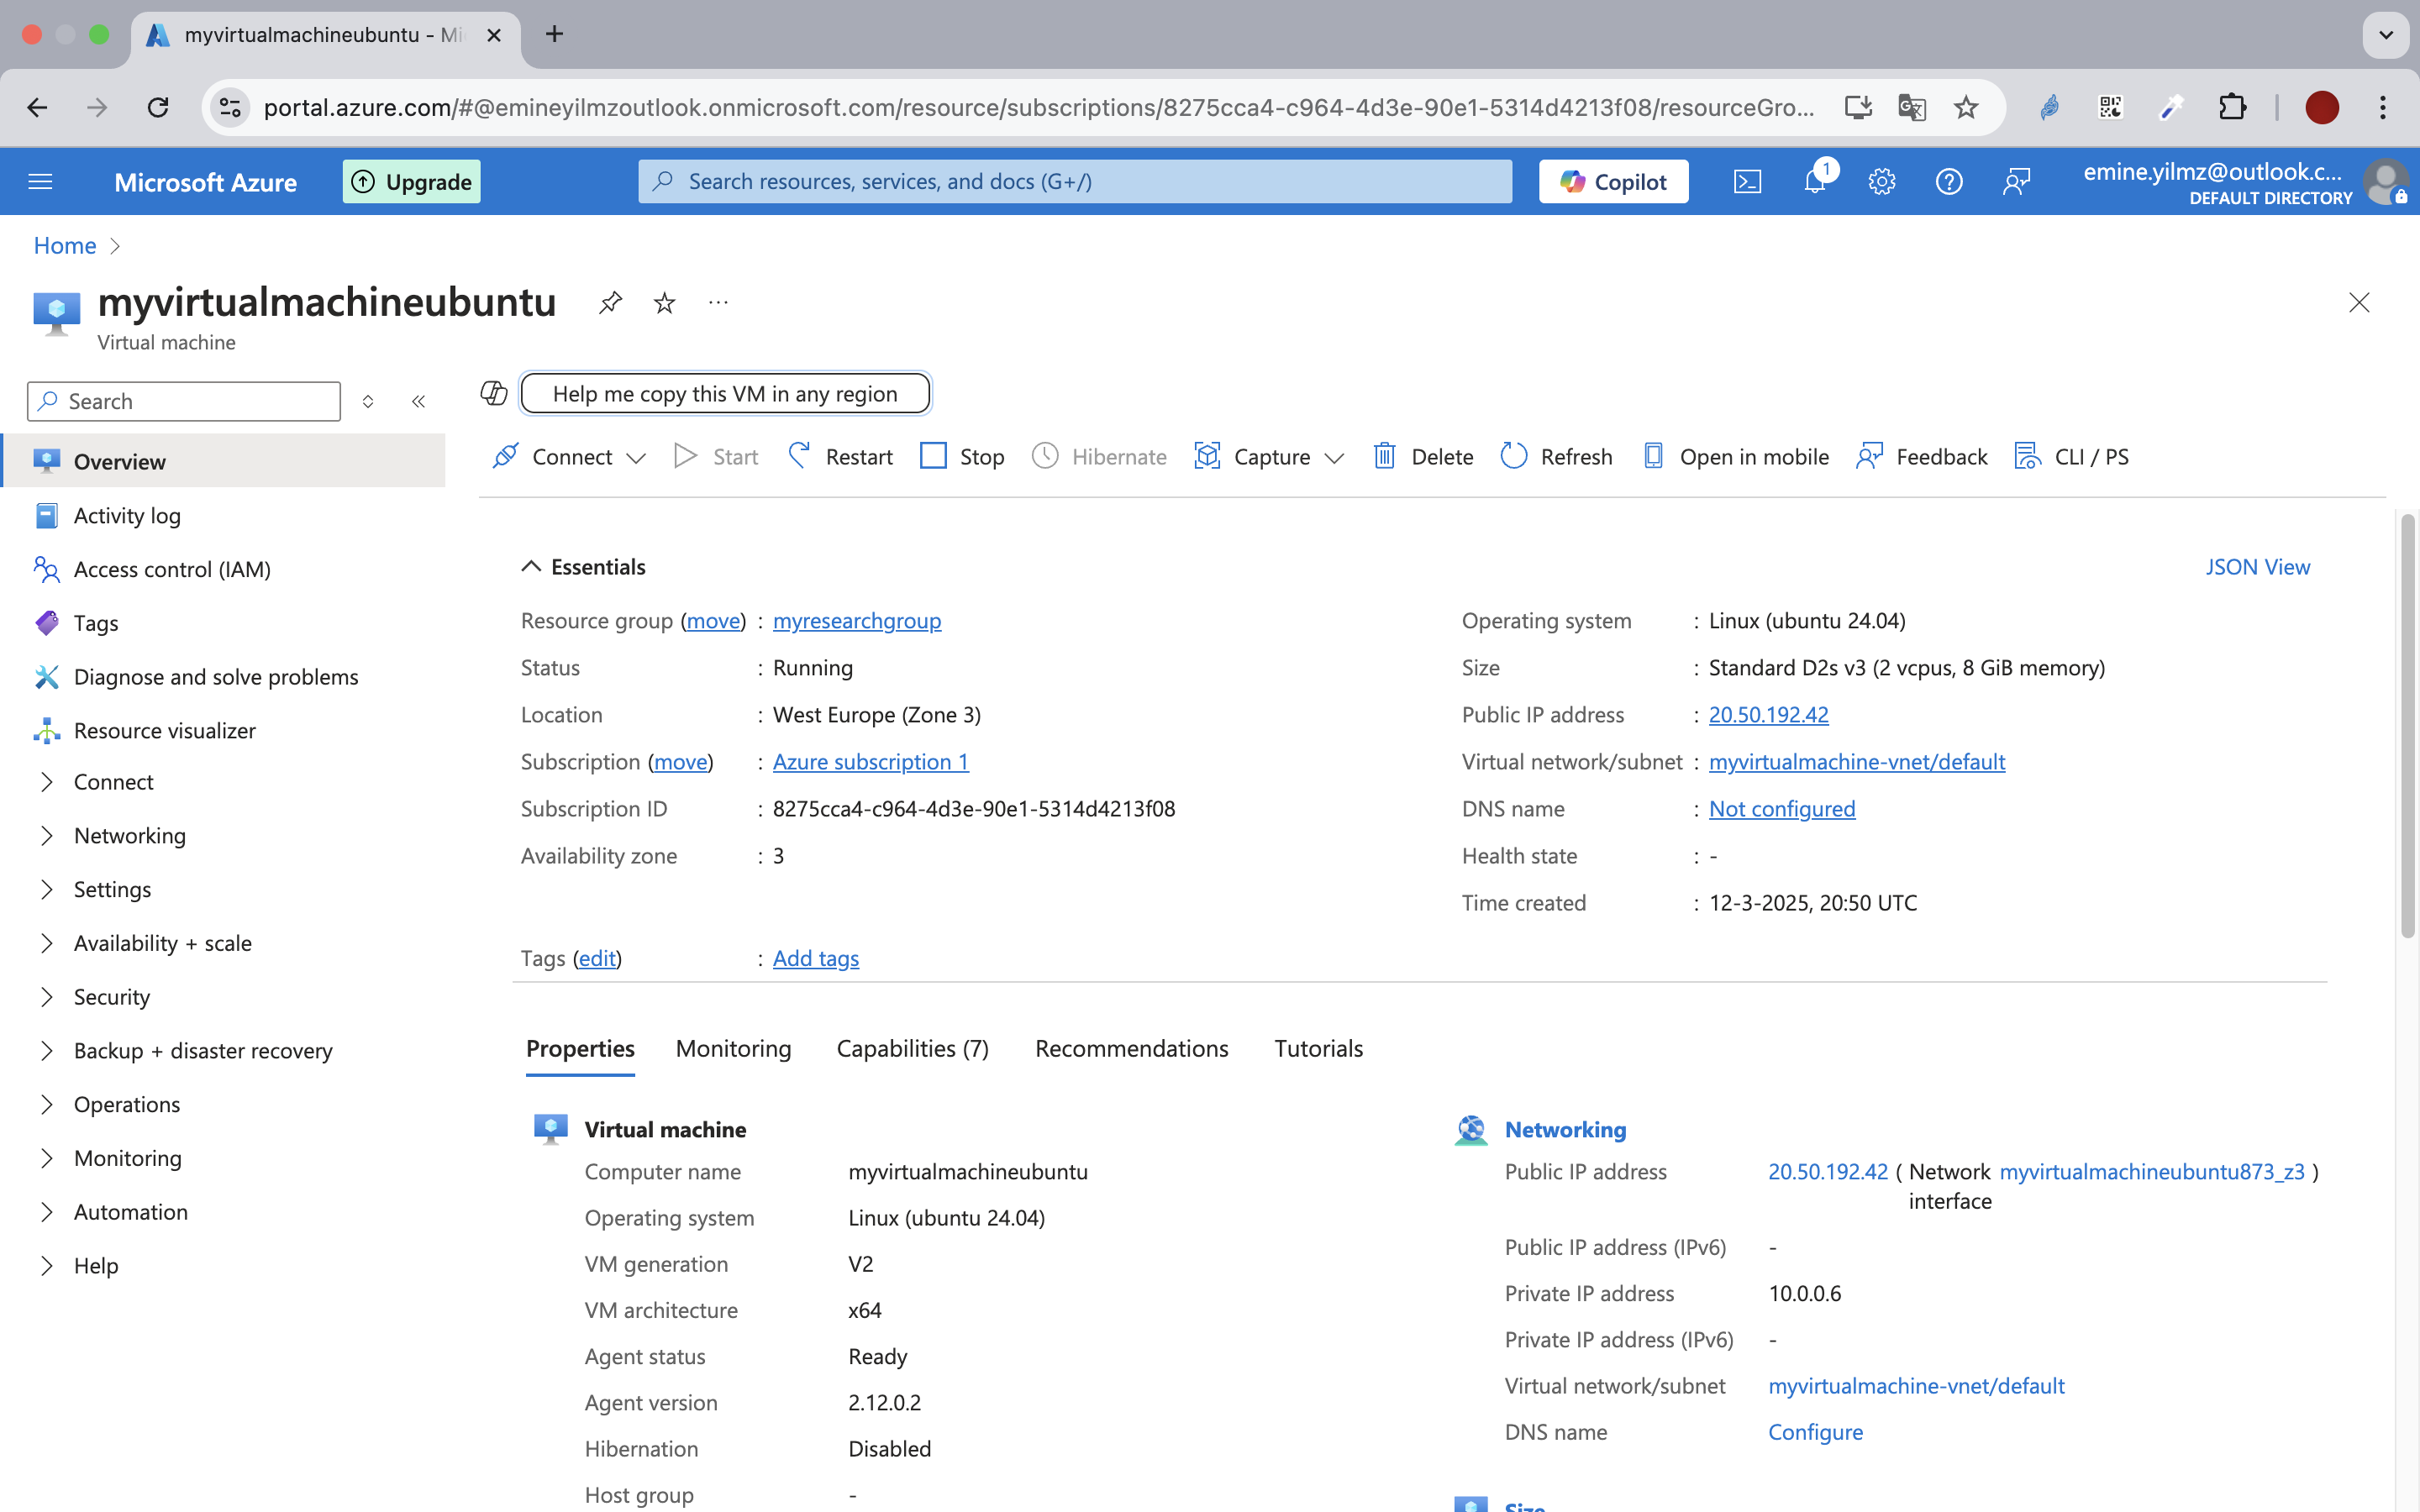 myvirtualmachineubuntu - Mi
portal.azure.com/#@emineyilmzoutlook.onmicrosoft.com/resource/subscriptions/8275cca4-c964-4d3e-90e1-5314d4213f08/resourceGro...
Microsoft Azure
Upgrade
Search resources, services, and docs (G+/)
Copilot
1
emine.yilmz@outlook.c...
DEFAULT DIRECTORY
Home
myvirtualmachineubuntu
Virtual machine
Search
Overview
Activity log
Access control (IAM)
Tags
Diagnose and solve problems
Resource visualizer
Connect
Networking
Settings
Availability + scale
Security
Backup + disaster recovery
Operations
Monitoring
Automation
Help
Help me copy this VM in any region
Connect Start Restart Stop Hibernate Capture Delete Refresh Open in mobile Feedback CLI / PS
Essentials
JSON View
Resource group (move) : myresearchgroup
Status : Running
Location : West Europe (Zone 3)
Subscription (move) : Azure subscription 1
Subscription ID : 8275cca4-c964-4d3e-90e1-5314d4213f08
Availability zone : 3
Operating system : Linux (ubuntu 24.04)
Size : Standard D2s v3 (2 vcpus, 8 GiB memory)
Public IP address : 20.50.192.42
Virtual network/subnet : myvirtualmachine-vnet/default
DNS name : Not configured
Health state : -
Time created : 12-3-2025, 20:50 UTC
Tags (edit) : Add tags
Properties Monitoring Capabilities (7) Recommendations Tutorials
Virtual machine
Computer name myvirtualmachineubuntu
Operating system Linux (ubuntu 24.04)
VM generation V2
VM architecture x64
Agent status Ready
Agent version 2.12.0.2
Hibernation Disabled
Host group -
Networking
Public IP address 20.50.192.42 ( Network myvirtualmachineubuntu873_z3 )
interface
Public IP address (IPv6) -
Private IP address 10.0.0.6
Private IP address (IPv6) -
Virtual network/subnet myvirtualmachine-vnet/default
DNS name Configure
Size